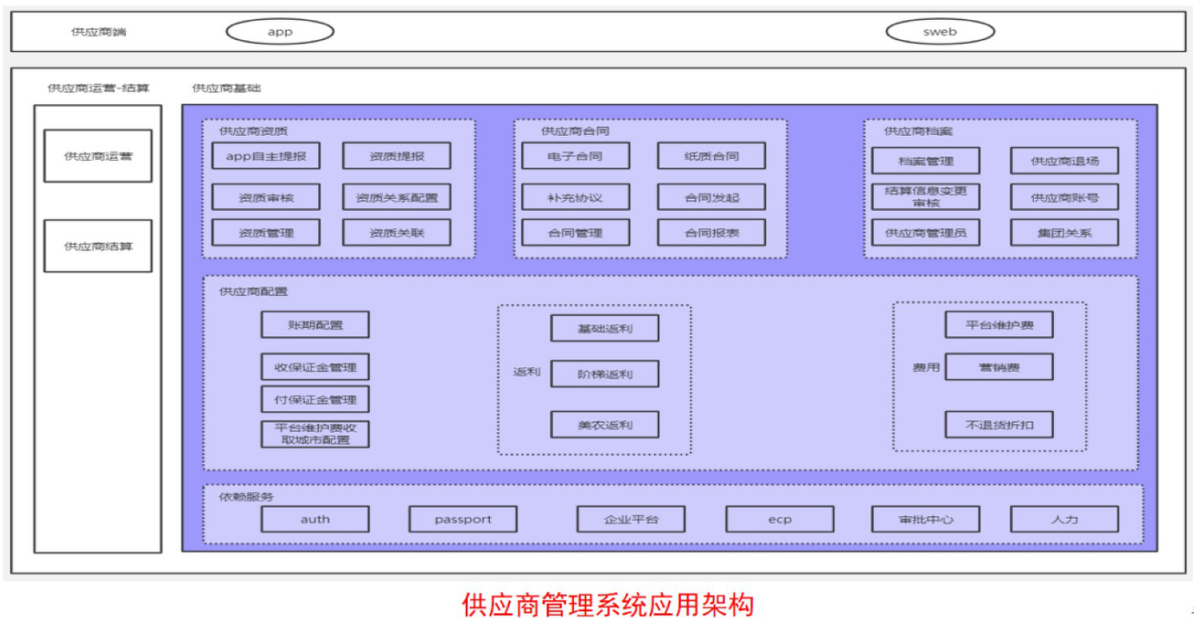 供应商端
app
sweb
供应商运营-结算
供应商基础
供应商运营
供应商结算
供应商资质
app自主提报
资质提报
资质审核
资质关系配置
资质管理
资质关联
供应商合同
电子合同
纸质合同
补充协议
合同发起
合同管理
合同报表
供应商档案
档案管理
供应商退场
结算信息变更
审核
供应商账号
供应商管理员
集团关系
供应商配置
账期配置
收保证金管理
付保证金管理
平台维护费收
取城市配置
返利
基础返利
阶梯返利
美农返利
费用
平台维护费
营销费
不退货折扣
依赖服务
auth
passport
企业平台
ecp
审批中心
人力
供应商管理系统应用架构